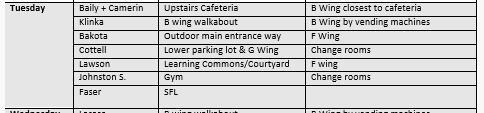 Tuesday Baily + Camerin Upstairs Cafeteria B Wing closest to cafeteria
Klinka B wing walkabout B Wing by vending machines
Bakota Outdoor main entrance way F Wing
Cottell Lower parking lot & G Wing Change rooms
Lawson Learning Commons/Courtyard F wing
Johnston S. Gym Change rooms
Faser SFL